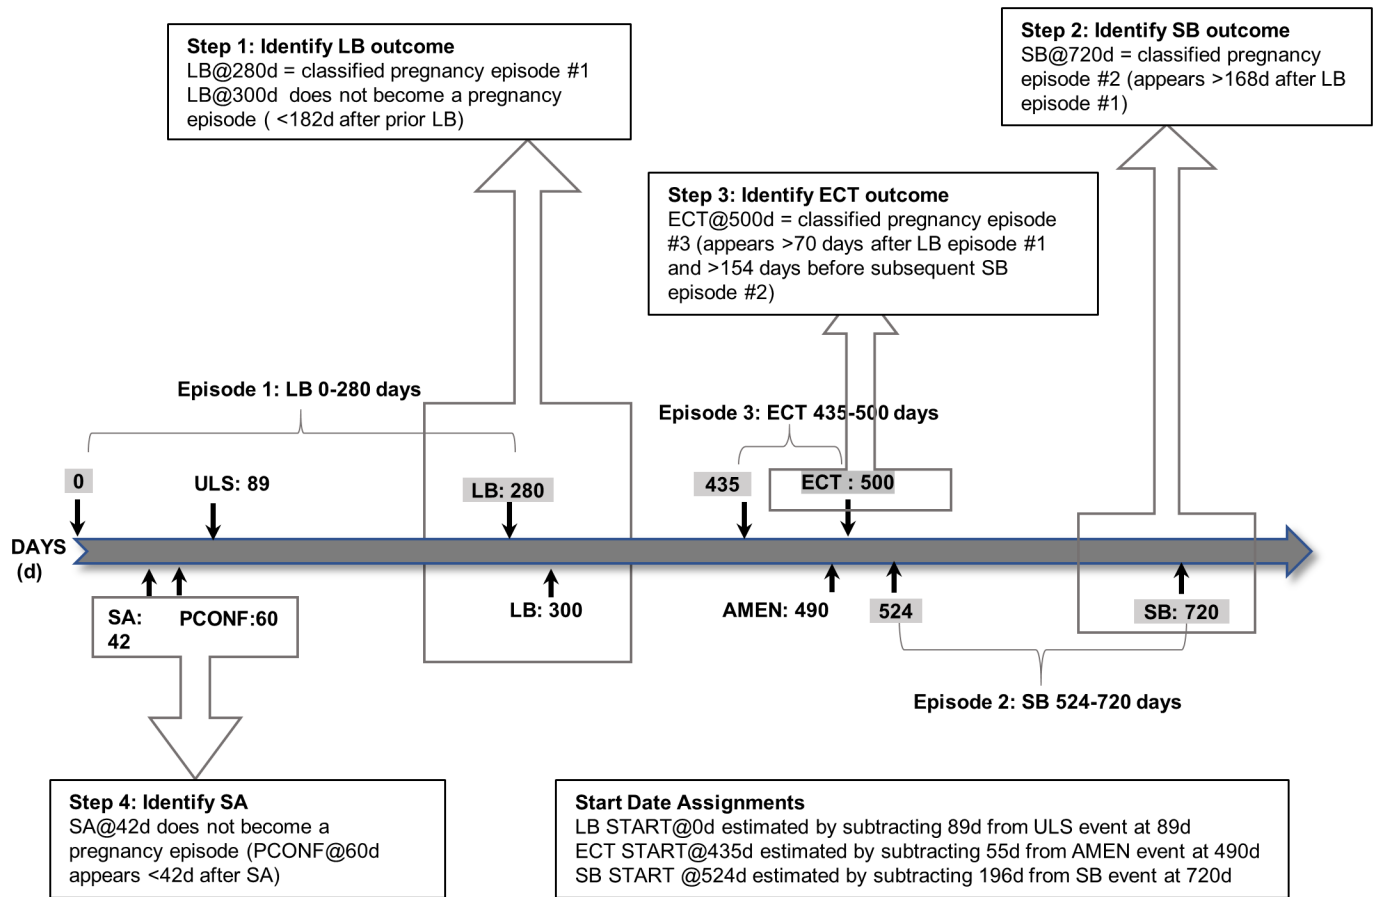 Step 1: Identify LB outcome
LB@280d = classified pregnancy episode #1
LB@300d does not become a pregnancy
episode ( <182d after prior LB)
Step 2: Identify SB outcome
SB@720d = classified pregnancy
episode #2 (appears >168d after LB
episode #1)
Step 3: Identify ECT outcome
ECT@500d = classified pregnancy episode
#3 (appears >70 days after LB episode #1
and >154 days before subsequent SB
episode #2)
Episode 1: LB 0-280 days
Episode 3: ECT 435-500 days
0
ULS: 89
LB: 280
435
ECT : 500
DAYS
(d)
SA:
42
PCONF:60
LB: 300
AMEN: 490
524
SB: 720
Episode 2: SB 524-720 days
Step 4: Identify SA
SA@42d does not become a
pregnancy episode (PCONF@60d
appears <42d after SA)
Start Date Assignments
LB START@0d estimated by subtracting 89d from ULS event at 89d
ECT START@435d estimated by subtracting 55d from AMEN event at 490d
SB START @524d estimated by subtracting 196d from SB event at 720d